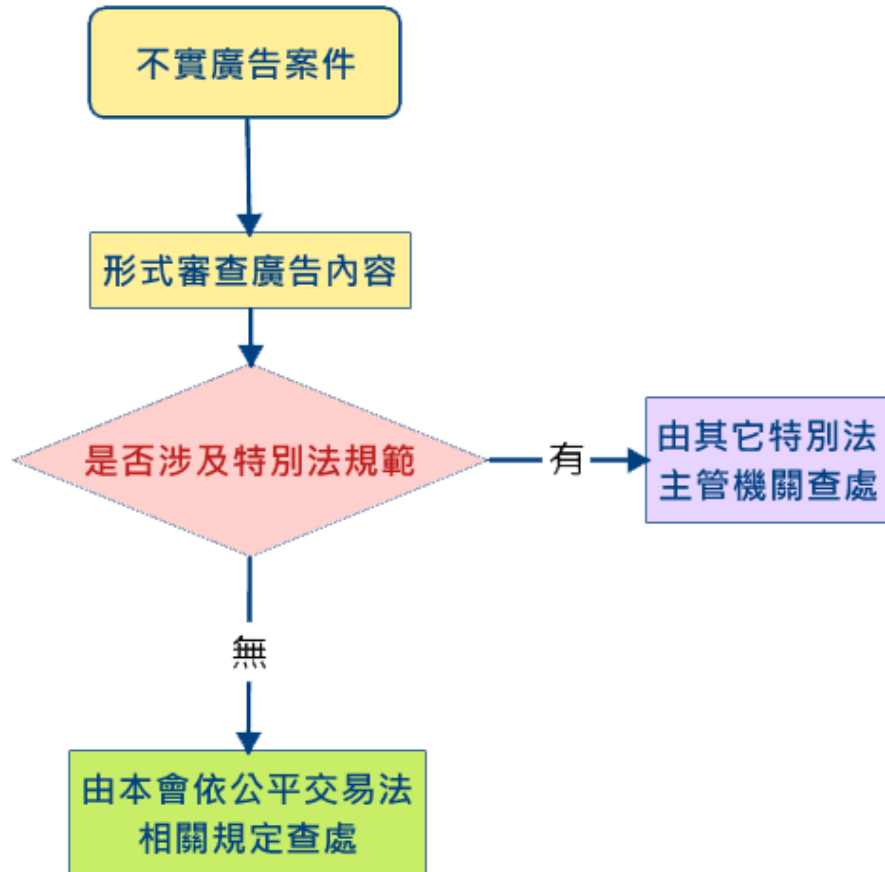 不實廣告案件
形式審查廣告內容
是否涉及特別法規範
有
由其它特別法
主管機關查處
無
由本會依公平交易法
相關規定查處